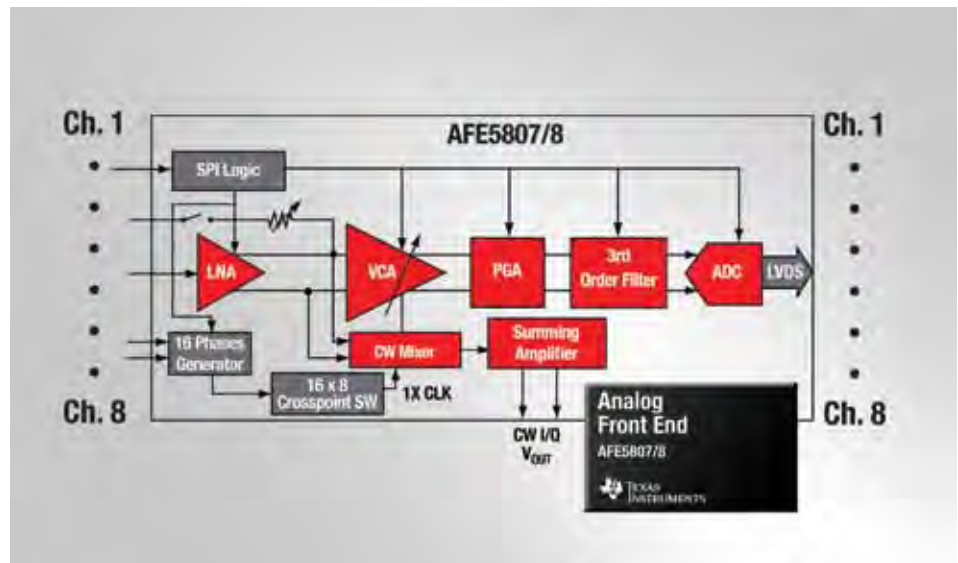 Ch. 1
AFE5807/8
Ch. 1
SPI Logic
LNA
VCA
PGA
3rd
Order Filter
ADC
LVDS
16 Phases
Generator
CW Mixer
Summing
Amplifier
16 x 8
Crosspoint SW
1X CLK
Ch. 8
CW I/Q
VOUT
Analog
Front End
AFE5807/8
TEXAS
INSTRUMENTS
Ch. 8